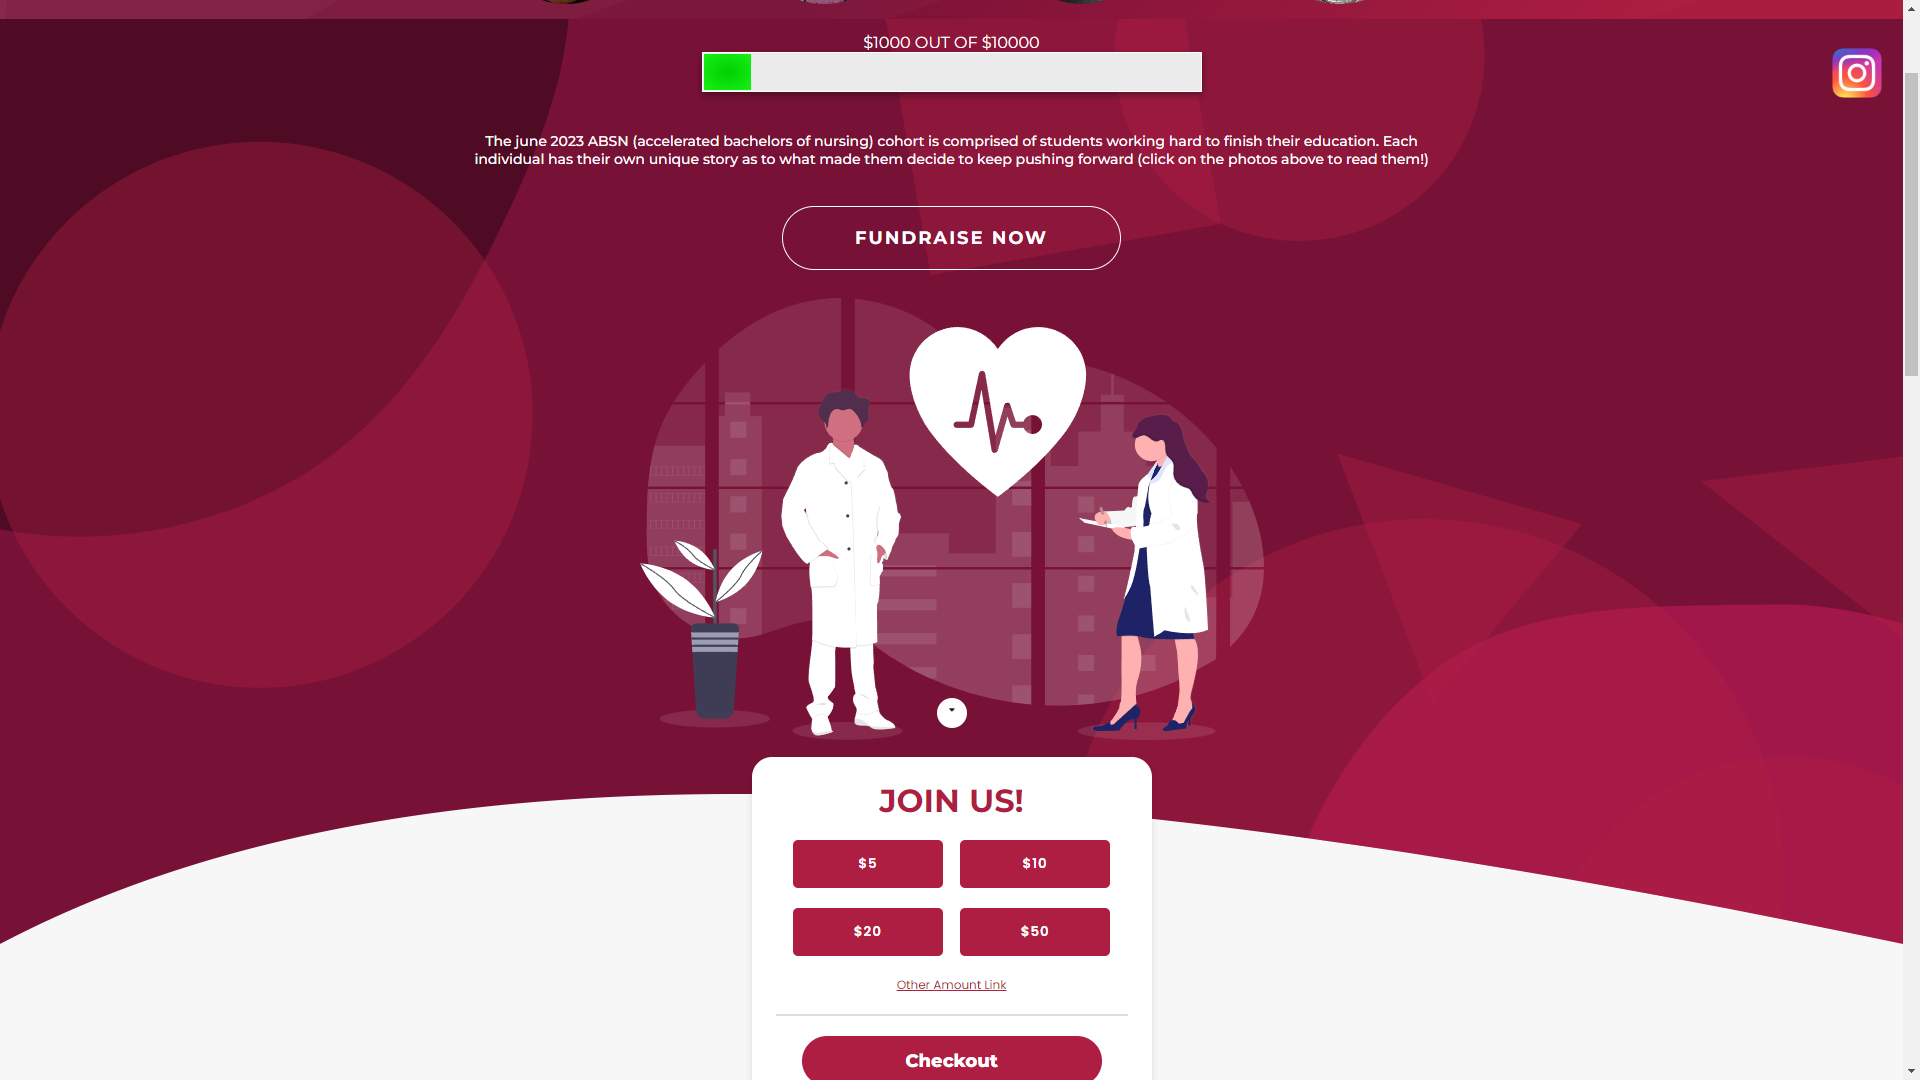 $1000 OUT OF $10000
The june 2023 ABSN (accelerated bachelors of nursing) cohort is comprised of students working hard to finish their education. Each
individual has their own unique story as to what made them decide to keep pushing forward (click on the photos above to read them!)
FUNDRAISE NOW
JOIN US!
$5 $10
$20 $50
Other Amount Link
Checkout